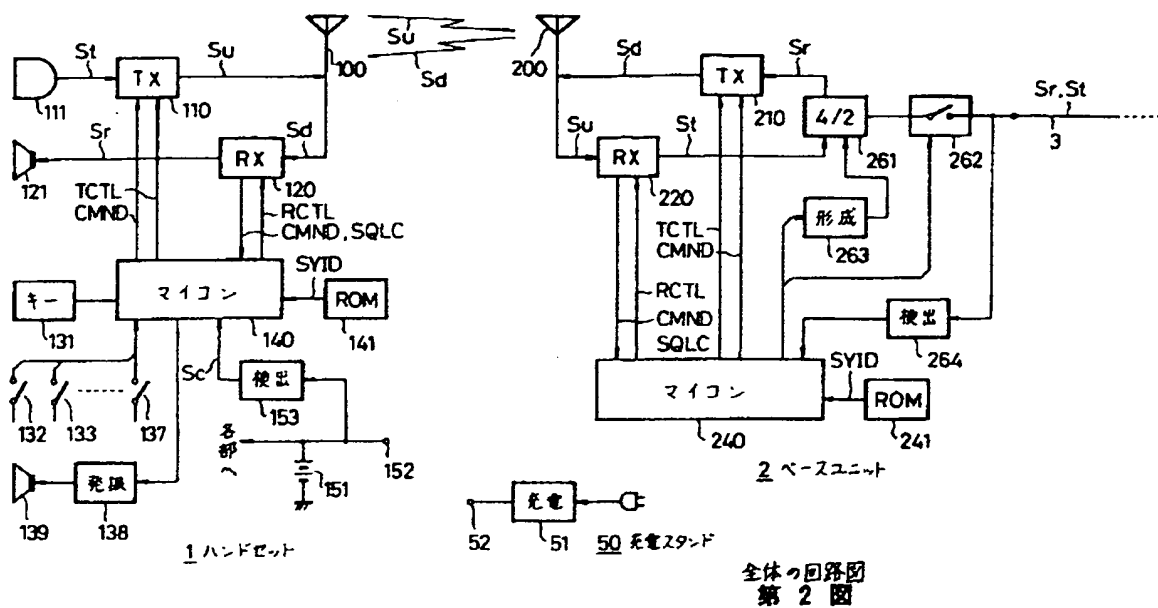 St
TX
Su
111
110
100
Su
Sd
Sr
RX
Sd
121
120
TCTL
CMND
RCTL
CMND, SQLC
SYID
キー
131
マイコン
140
ROM
141
132
133
137
Sc
検出
153
各部へ
151
152
139
発振
138
1 ハンドセット
200
Sd
TX
Sr
210
4/2
261
262
Sr, St
3
Su
RX
St
220
TCTL
CMND
形成
263
RCTL
CMND
SQLC
検出
264
SYID
マイコン
240
ROM
241
2 ベースユニット
52
充電
51
50 充電スタンド
全体の回路図
第 2 図